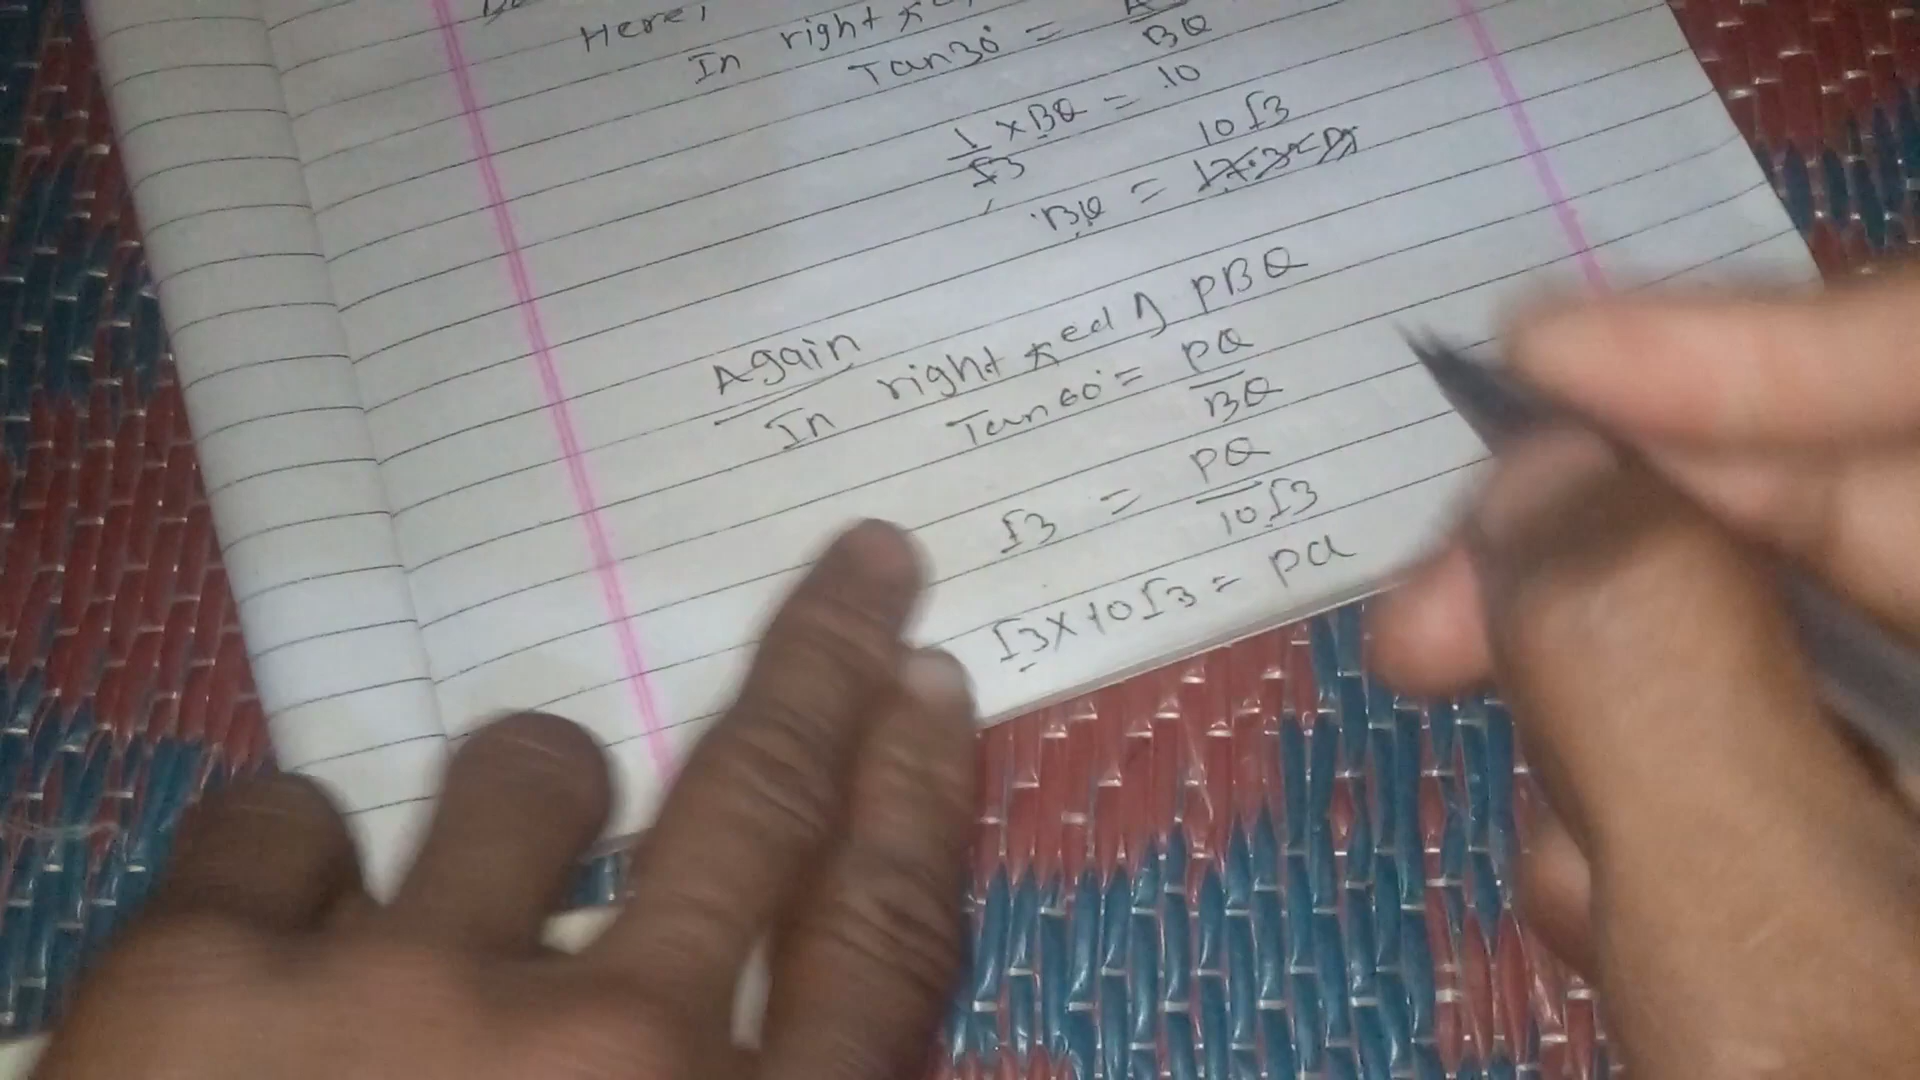 Here,
In right
Tan30° = 
BQ
1/√3 × BQ = 10
BQ = 10√3
Again
In right ∠ed △ PBQ
Tan60° = PQ/BQ
√3 = PQ/10√3
√3×10√3 = PQ